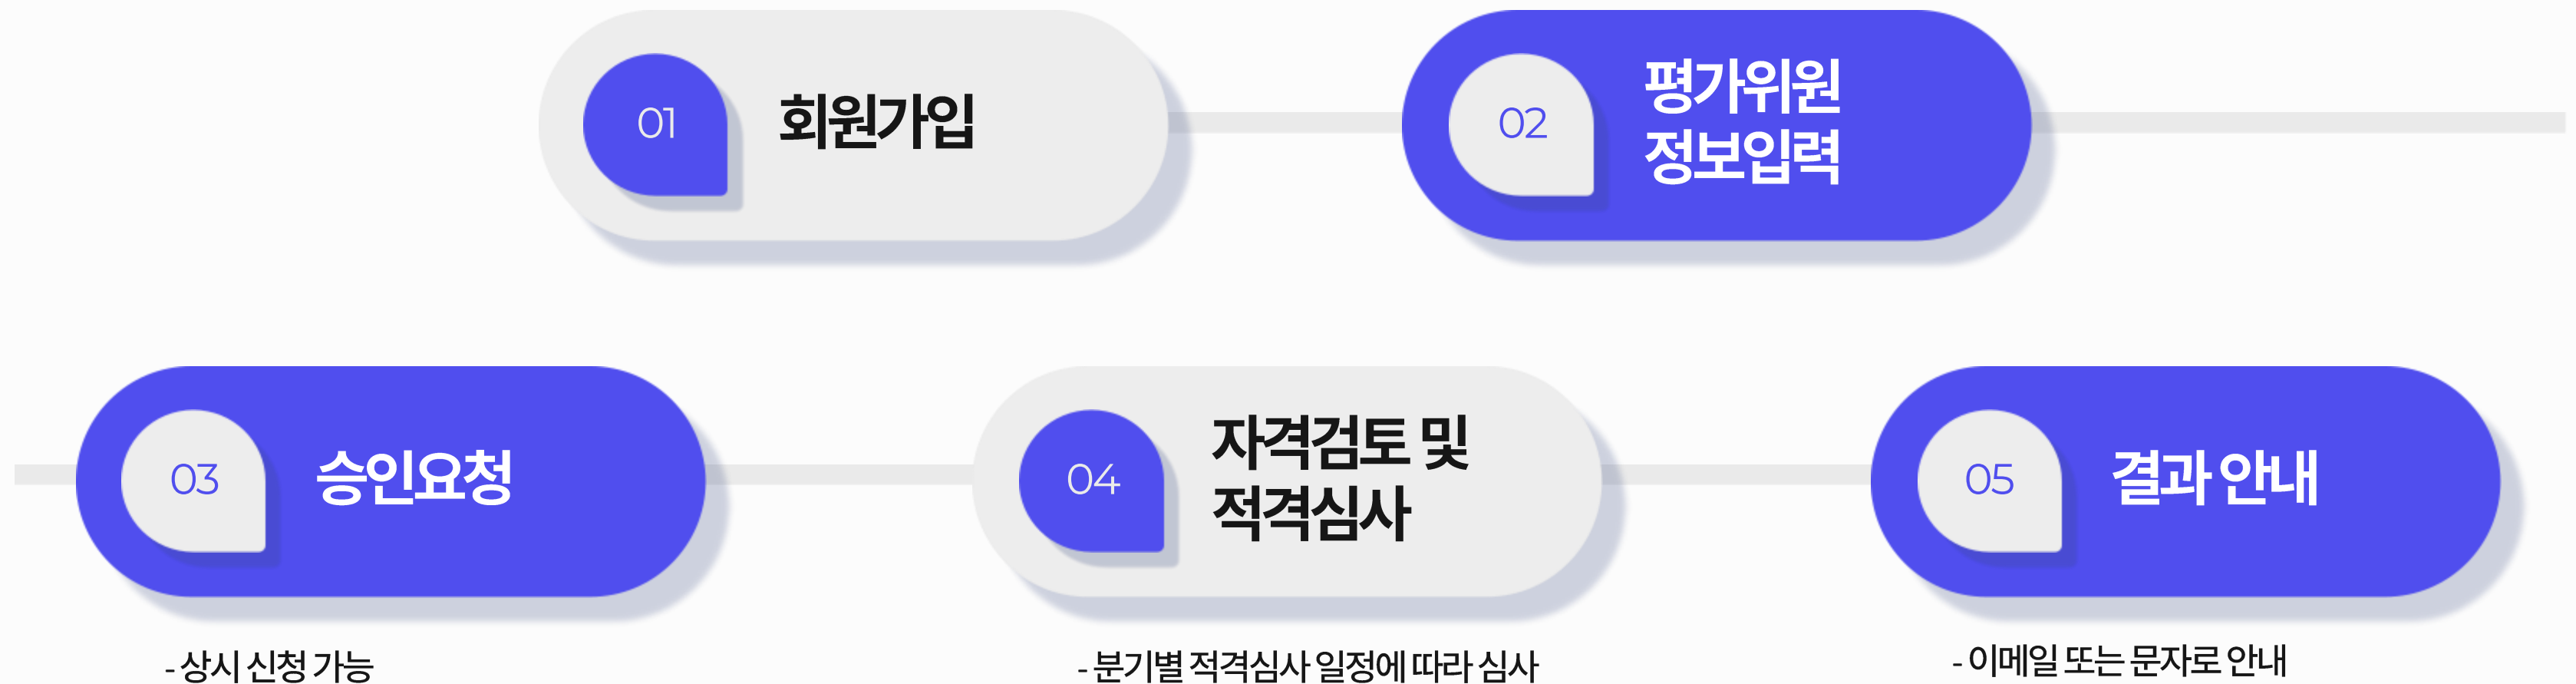 01
회원가입
02
평가위원
정보입력
03
승인요청
- 상시 신청 가능
04
자격검토 및
적격심사
- 분기별 적격심사 일정에 따라 심사
05
결과 안내
- 이메일 또는 문자로 안내